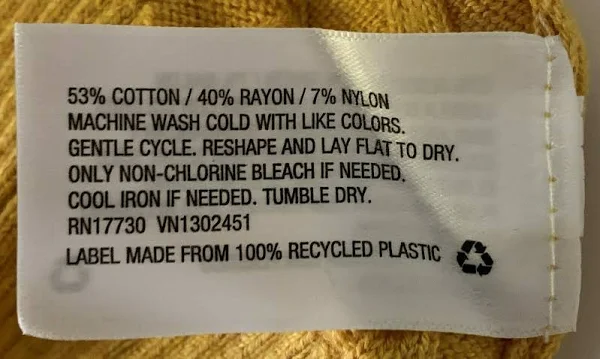 53% COTTON / 40% RAYON / 7% NYLON
MACHINE WASH COLD WITH LIKE COLORS.
GENTLE CYCLE. RESHAPE AND LAY FLAT TO DRY.
ONLY NON-CHLORINE BLEACH IF NEEDED.
COOL IRON IF NEEDED. TUMBLE DRY.
RN17730 VN1302451
LABEL MADE FROM 100% RECYCLED PLASTIC